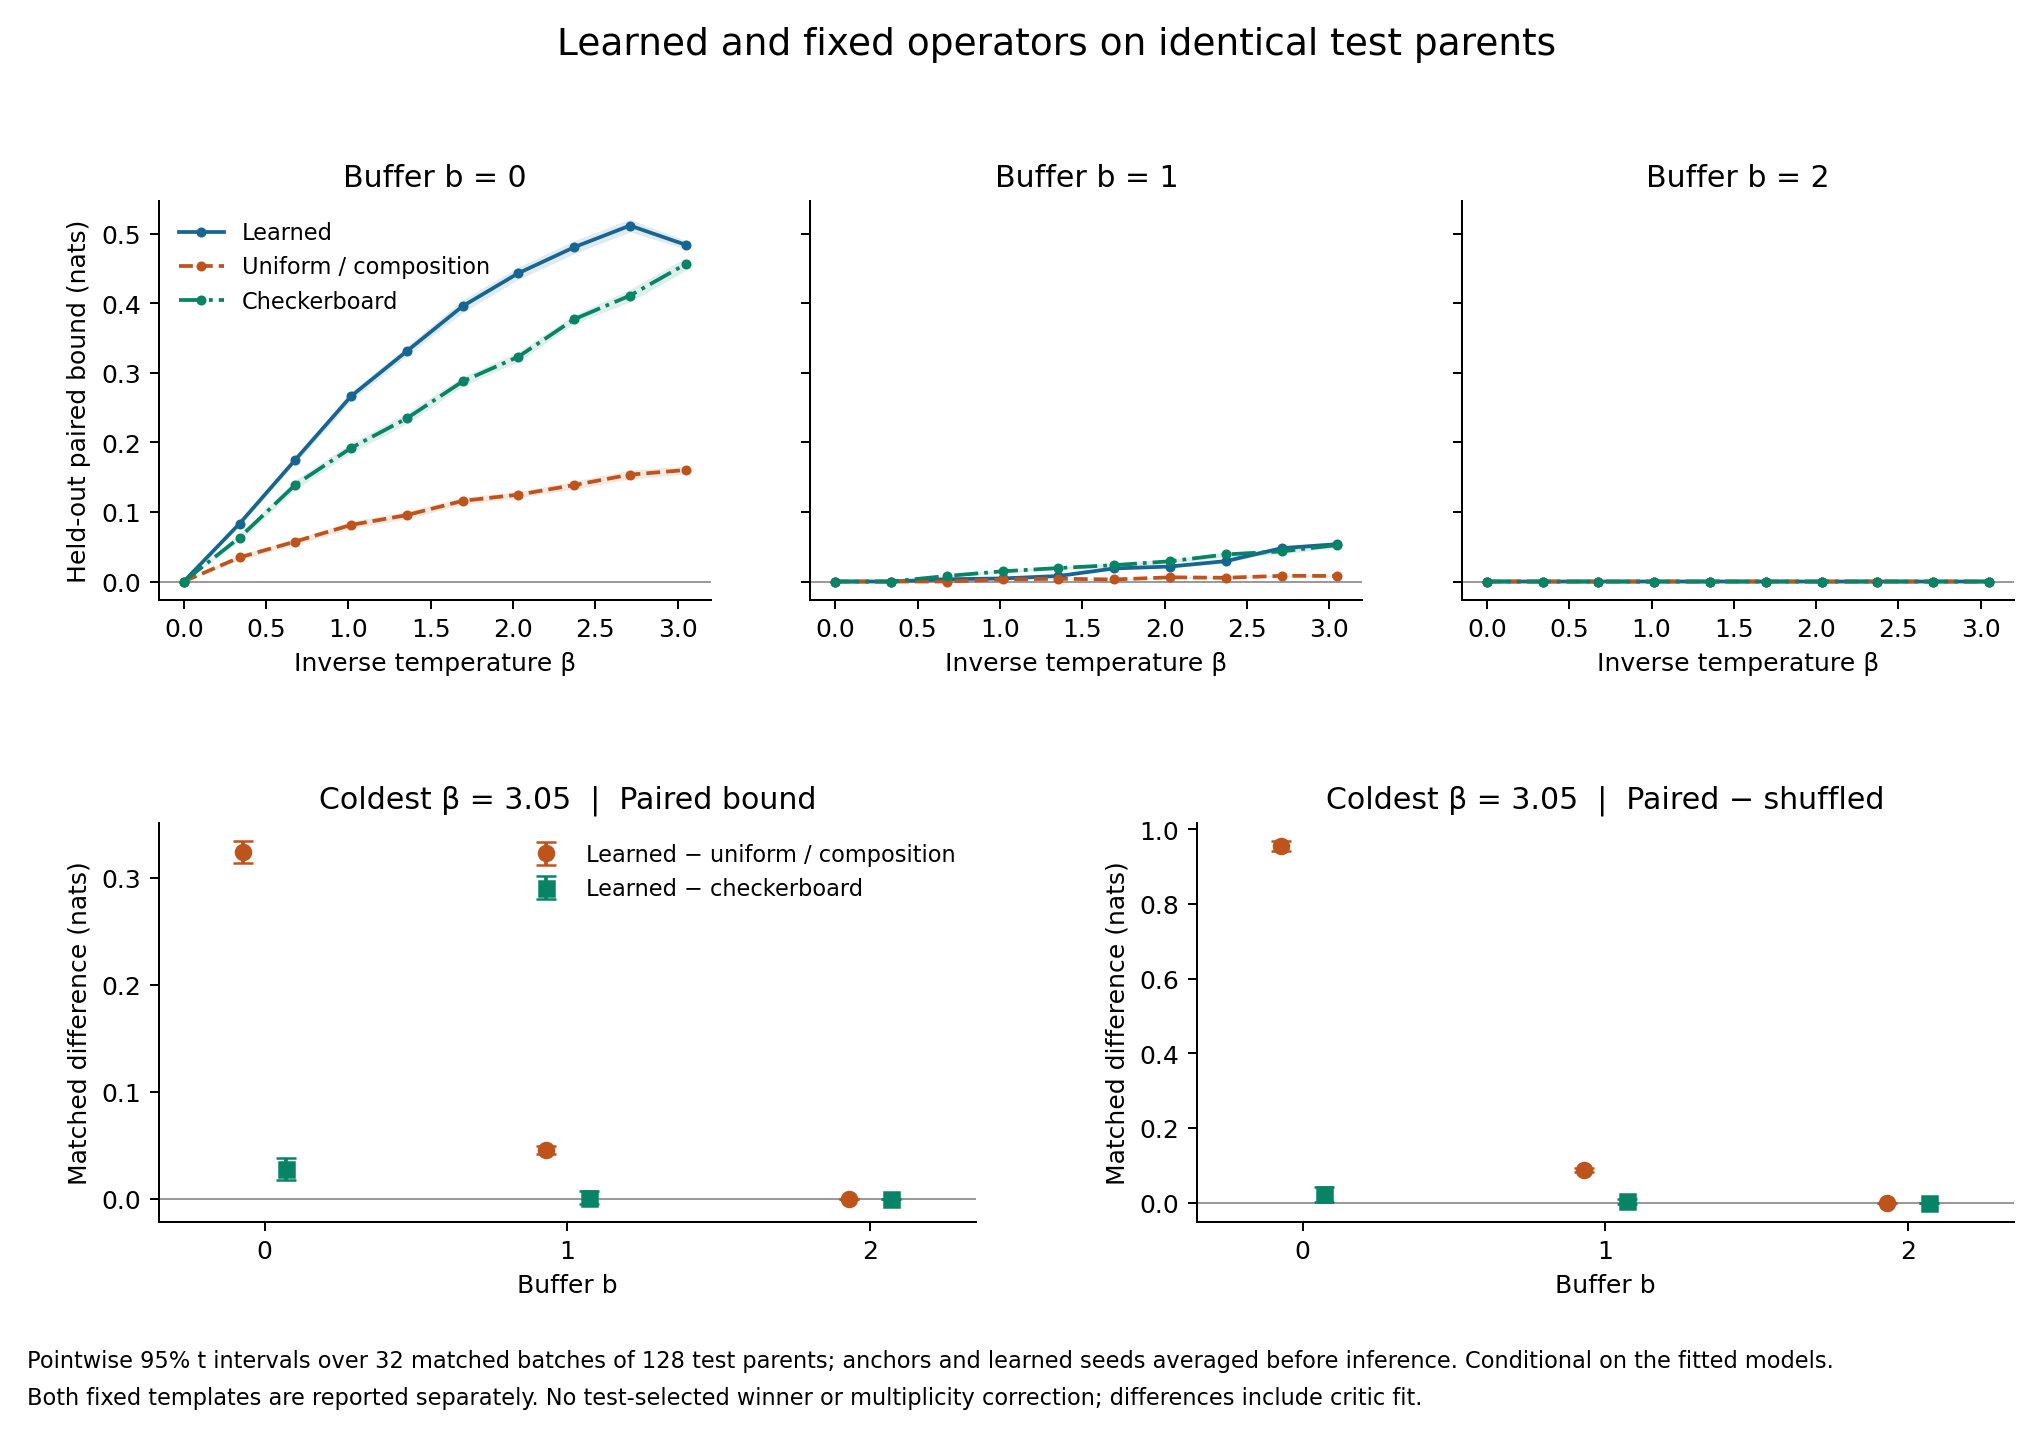 Learned and fixed operators on identical test parents
Buffer b = 0
Buffer b = 1
Buffer b = 2
Held-out paired bound (nats)
0.5
0.4
0.3
0.2
0.1
0.0
Learned
Uniform / composition
Checkerboard
0.0 0.5 1.0 1.5 2.0 2.5 3.0
0.0 0.5 1.0 1.5 2.0 2.5 3.0
0.0 0.5 1.0 1.5 2.0 2.5 3.0
Inverse temperature β
Inverse temperature β
Inverse temperature β
Coldest β = 3.05 | Paired bound
Matched difference (nats)
0.3
0.2
0.1
0.0
Learned − uniform / composition
Learned − checkerboard
0 1 2
Buffer b
Coldest β = 3.05 | Paired − shuffled
Matched difference (nats)
1.0
0.8
0.6
0.4
0.2
0.0
0 1 2
Buffer b
Pointwise 95% t intervals over 32 matched batches of 128 test parents; anchors and learned seeds averaged before inference. Conditional on the fitted models.
Both fixed templates are reported separately. No test-selected winner or multiplicity correction; differences include critic fit.